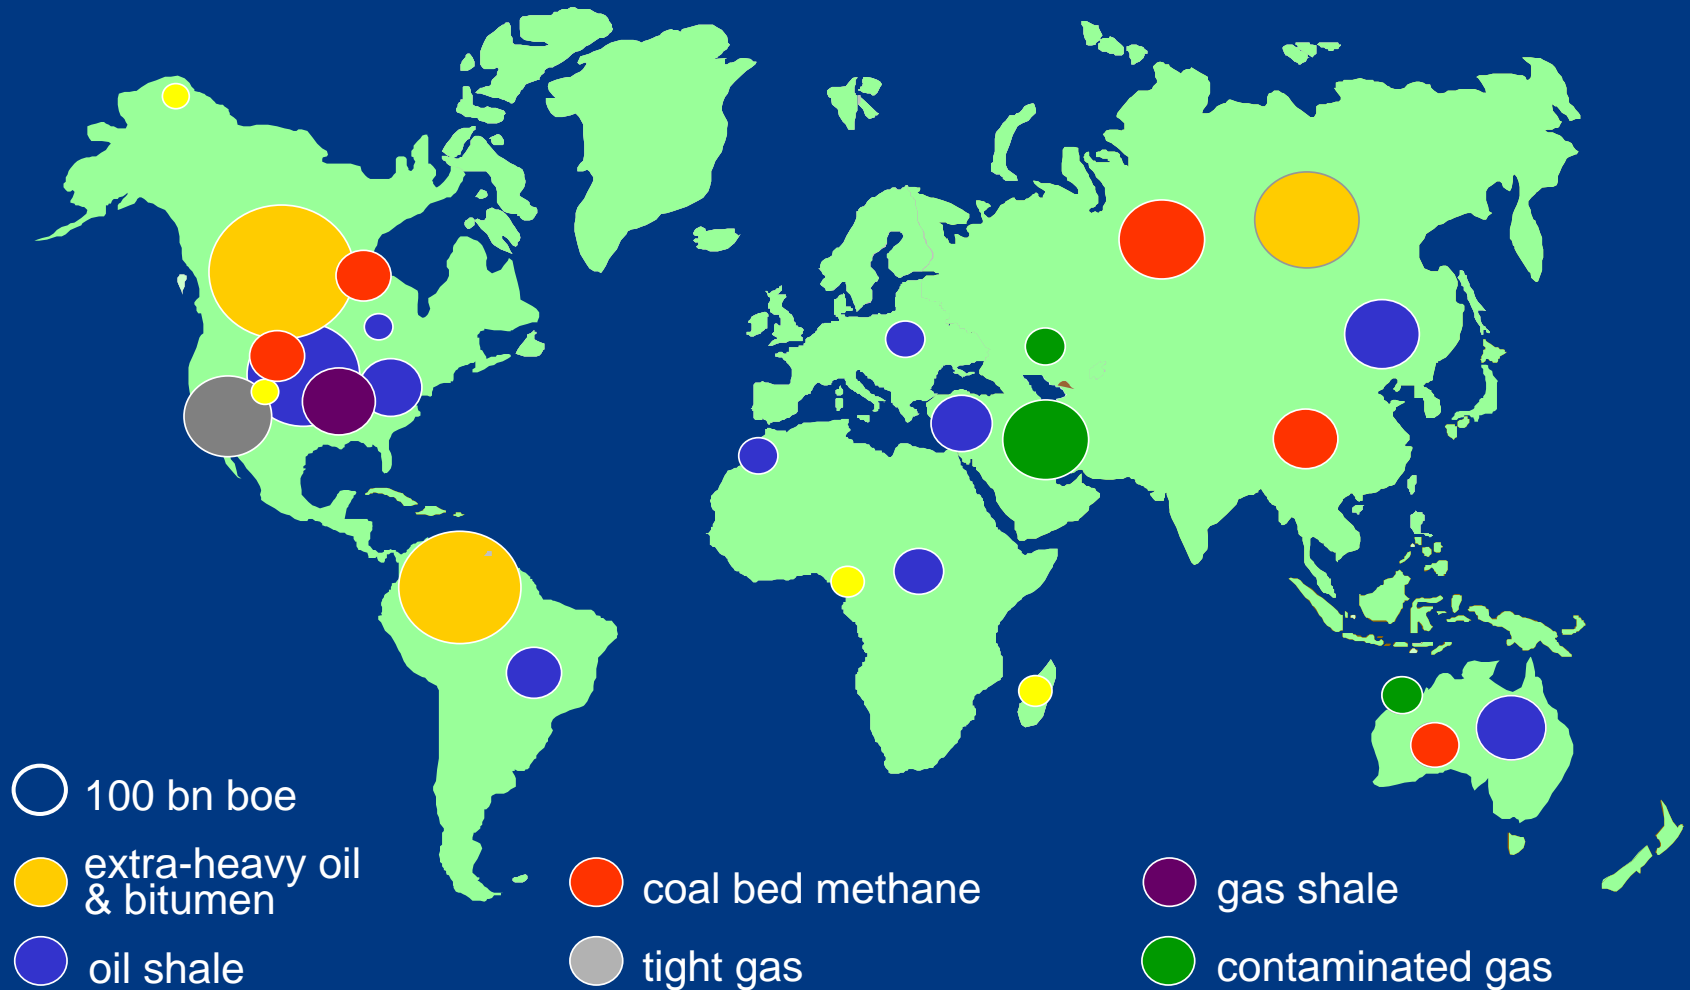 100 bn boe
extra-heavy oil
& bitumen
coal bed methane
gas shale
oil shale
tight gas
contaminated gas